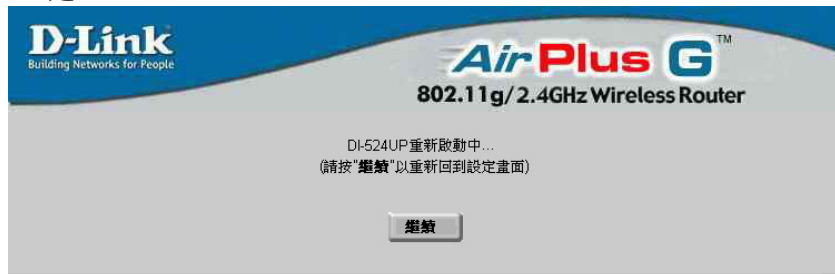 D-Link
Building Networks for People
Air Plus G™
802.11g/2.4GHz Wireless Router
DI-524UP重新啟動中...
(請按"繼續"以重新回到設定畫面)
繼續